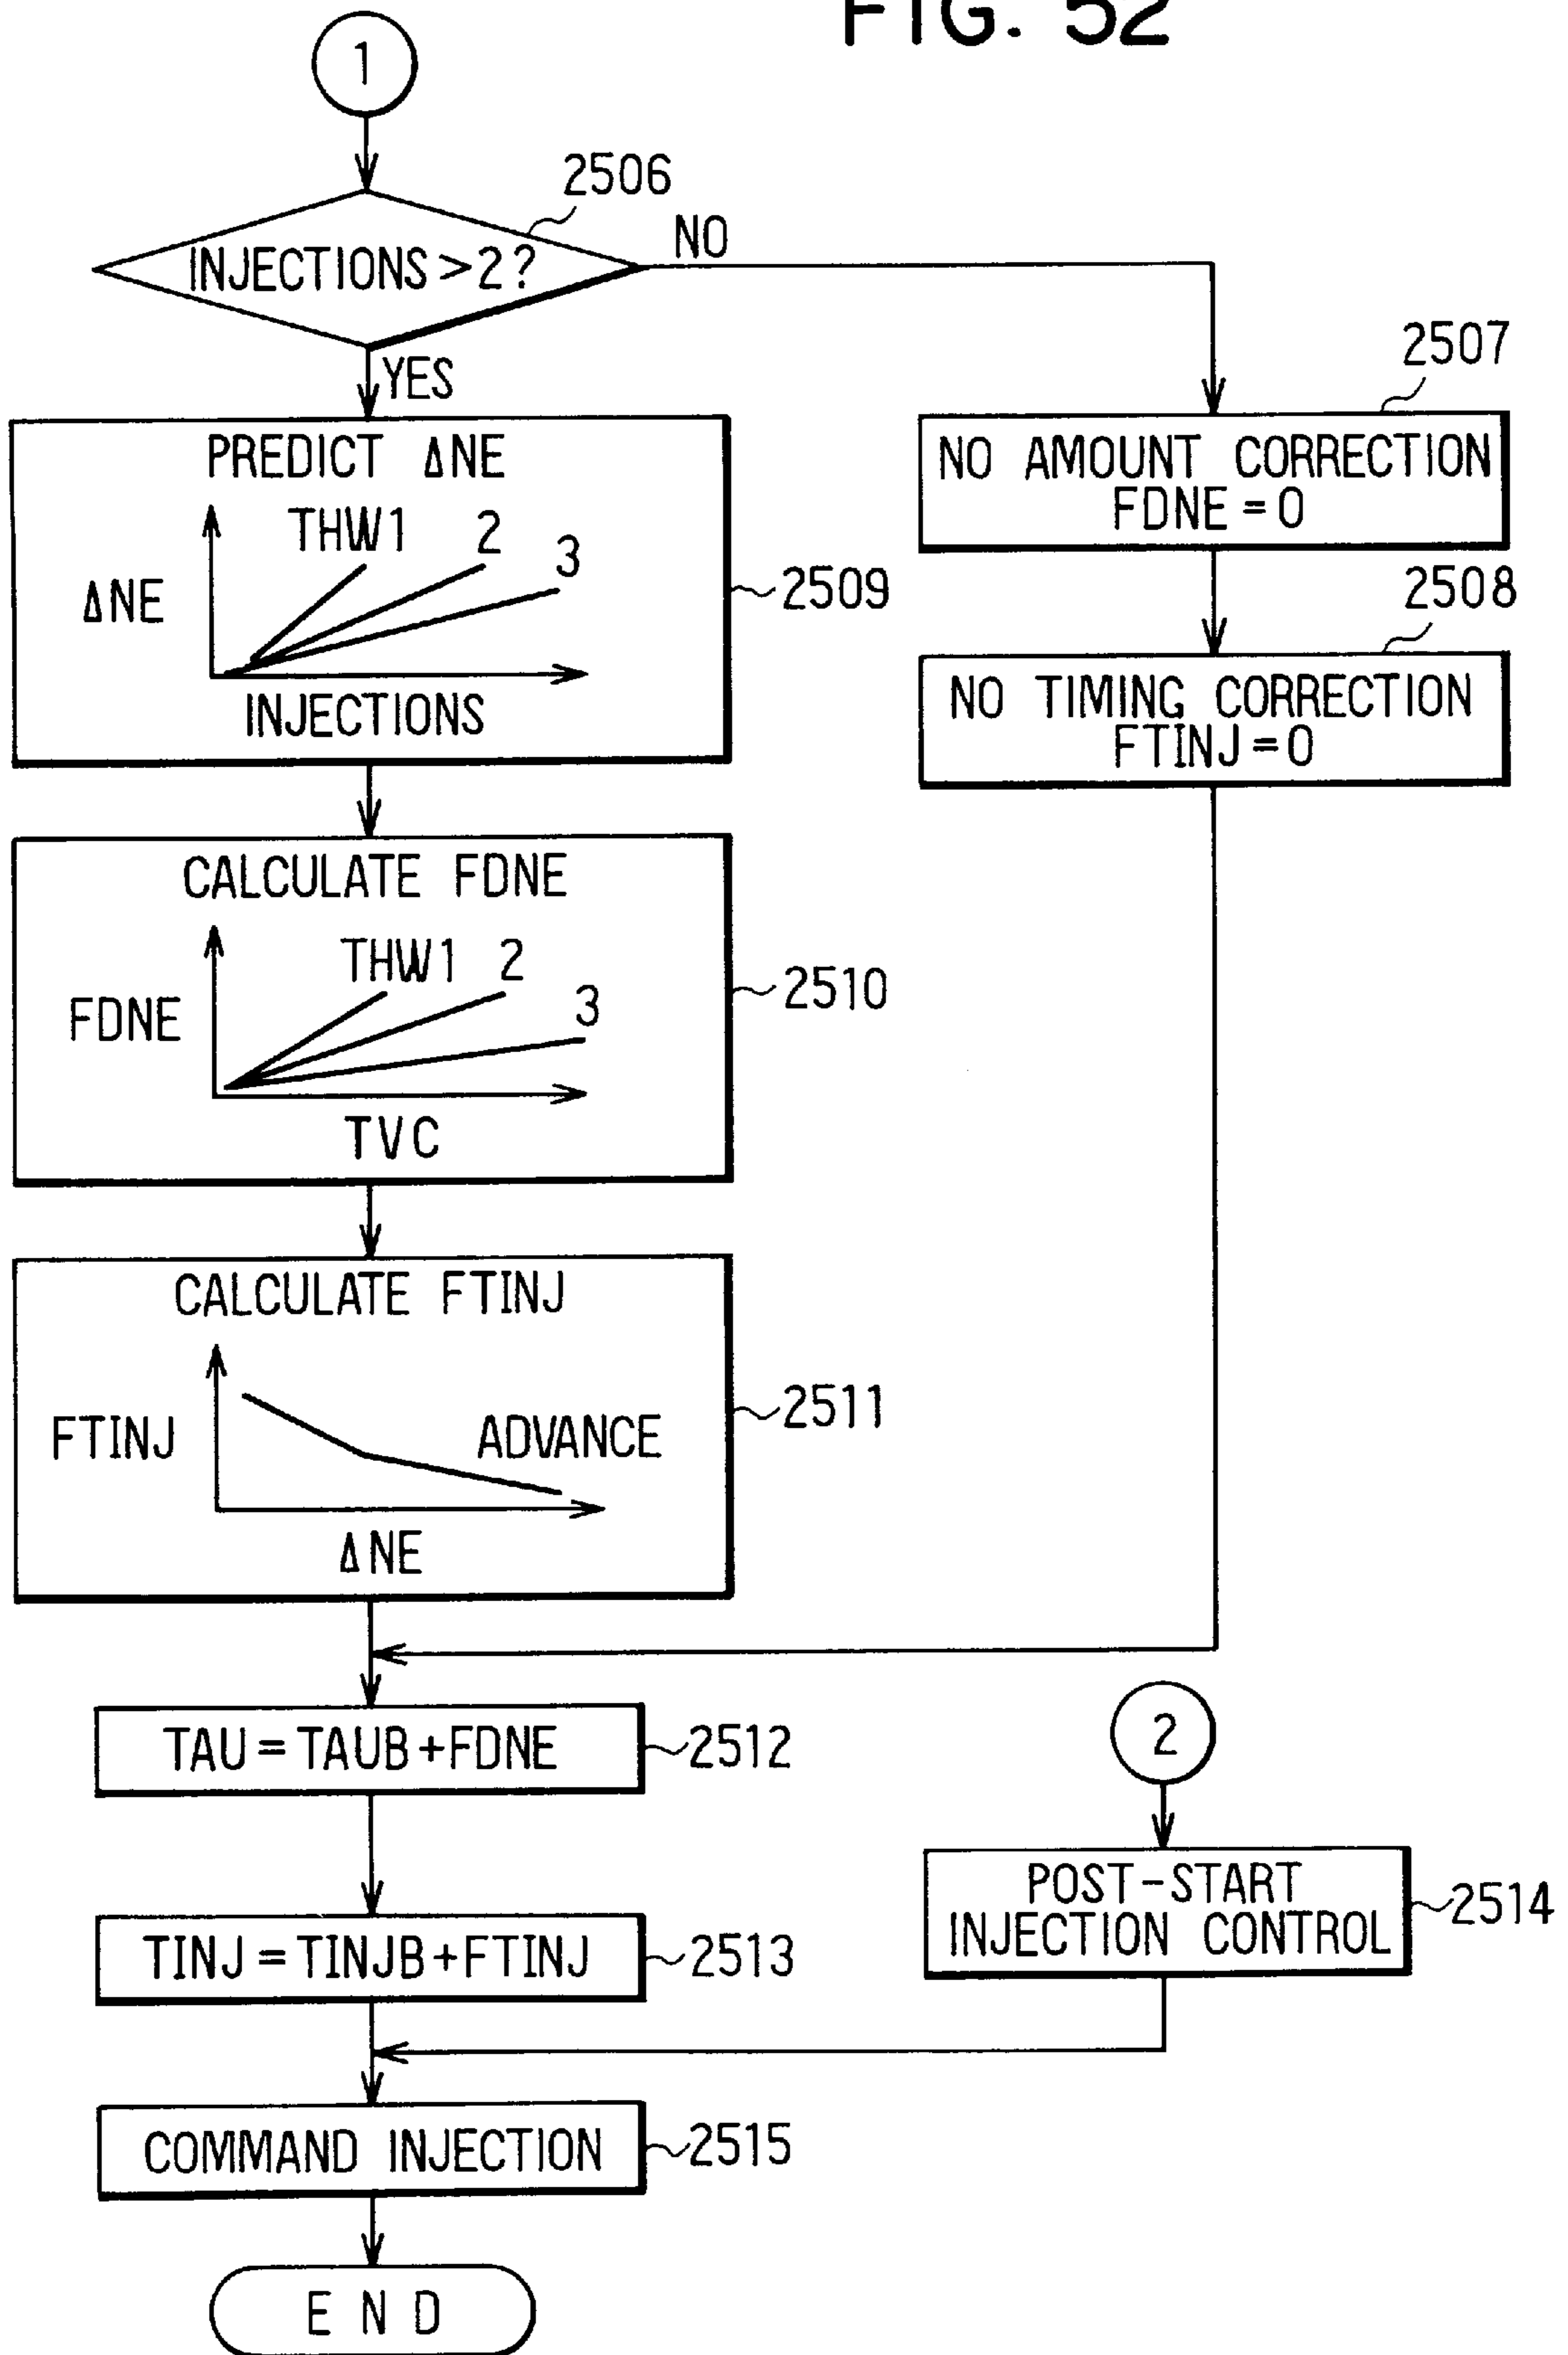 FIG. 52
1
2506
INJECTIONS > 2 ?
NO
YES
2507
NO AMOUNT CORRECTION
FDNE = 0
2508
NO TIMING CORRECTION
FTINJ = 0
PREDICT ΔNE
THW1 2 3
ΔNE
INJECTIONS
2509
CALCULATE FDNE
THW1 2 3
FDNE
TVC
2510
CALCULATE FTINJ
FTINJ
ADVANCE
ΔNE
2511
TAU = TAUB + FDNE
2512
TINJ = TINJB + FTINJ
2513
2
POST-START
INJECTION CONTROL
2514
COMMAND INJECTION
2515
END